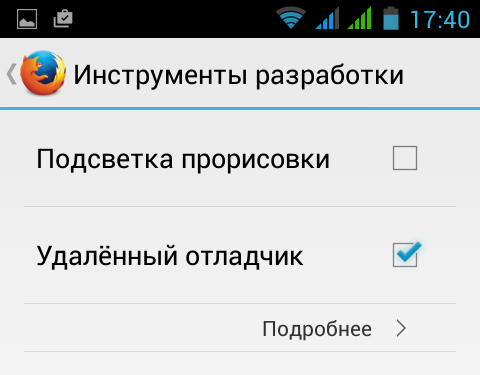 17:40
Инструменты разработки
Подсветка прорисовки
Удалённый отладчик
Подробнее